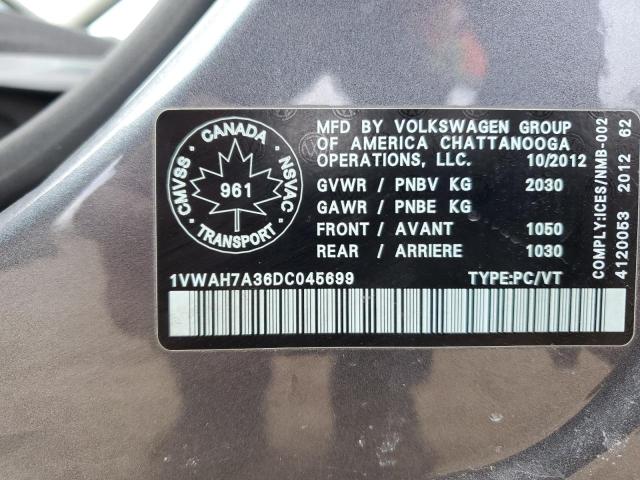 CANADA
CMVSS
NSVAC
961
TRANSPORT
MFD BY VOLKSWAGEN GROUP
OF AMERICA CHATTANOOGA
OPERATIONS, LLC. 10/2012
GVWR / PNBV KG 2030
GAWR / PNBE KG
FRONT / AVANT 1050
REAR / ARRIERE 1030
1VWAH7A36DC045699 TYPE:PC/VT
COMPLY:ICES/NMB-002
4120053 2012 62